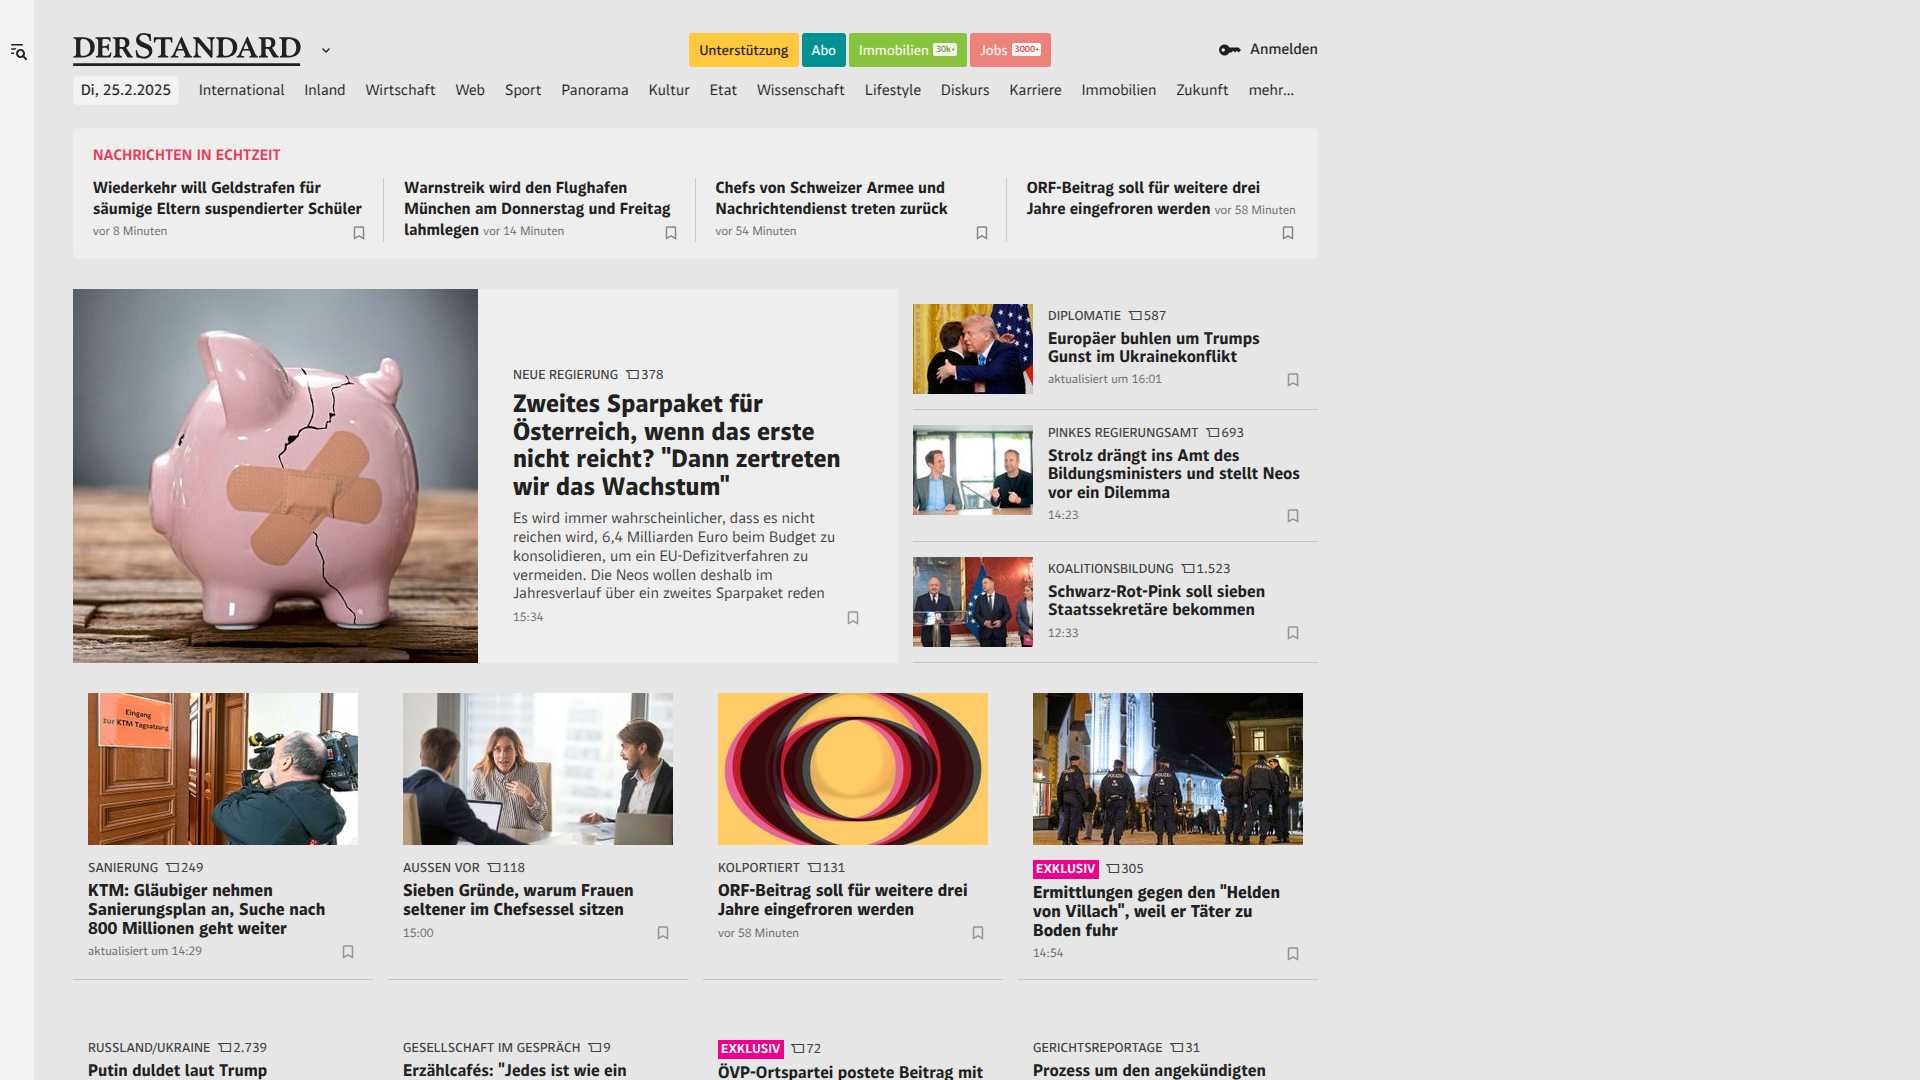 DERSTANDARD
Unterstützung
Abo
Immobilien 30k+
Jobs 3000+
Anmelden
Di, 25.2.2025
International
Inland
Wirtschaft
Web
Sport
Panorama
Kultur
Etat
Wissenschaft
Lifestyle
Diskurs
Karriere
Immobilien
Zukunft
mehr...
NACHRICHTEN IN ECHTZEIT
Wiederkehr will Geldstrafen für
säumige Eltern suspendierter Schüler
vor 8 Minuten
Warnstreik wird den Flughafen
München am Donnerstag und Freitag
lahmlegen vor 14 Minuten
Chefs von Schweizer Armee und
Nachrichtendienst treten zurück
vor 54 Minuten
ORF-Beitrag soll für weitere drei
Jahre eingefroren werden vor 58 Minuten
NEUE REGIERUNG 378
Zweites Sparpaket für
Österreich, wenn das erste
nicht reicht? "Dann zertreten
wir das Wachstum"
Es wird immer wahrscheinlicher, dass es nicht
reichen wird, 6,4 Milliarden Euro beim Budget zu
konsolidieren, um ein EU-Defizitverfahren zu
vermeiden. Die Neos wollen deshalb im
Jahresverlauf über ein zweites Sparpaket reden
15:34
DIPLOMATIE 587
Europäer buhlen um Trumps
Gunst im Ukrainekonflikt
aktualisiert um 16:01
PINKES REGIERUNGSAMT 693
Strolz drängt ins Amt des
Bildungsministers und stellt Neos
vor ein Dilemma
14:23
KOALITIONSBILDUNG 1.523
Schwarz-Rot-Pink soll sieben
Staatssekretäre bekommen
12:33
Eingang
zur KTM Tagsatzung
SANIERUNG 249
KTM: Gläubiger nehmen
Sanierungsplan an, Suche nach
800 Millionen geht weiter
aktualisiert um 14:29
AUSSEN VOR 118
Sieben Gründe, warum Frauen
seltener im Chefsessel sitzen
15:00
KOLPORTIERT 131
ORF-Beitrag soll für weitere drei
Jahre eingefroren werden
vor 58 Minuten
POLIZEI
POLIZEI
POLIZEI
EXKLUSIV 305
Ermittlungen gegen den "Helden
von Villach", weil er Täter zu
Boden fuhr
14:54
RUSSLAND/UKRAINE 2.739
Putin duldet laut Trump
GESELLSCHAFT IM GESPRÄCH 9
Erzählcafés: "Jedes ist wie ein
EXKLUSIV 72
ÖVP-Ortspartei postete Beitrag mit
GERICHTSREPORTAGE 31
Prozess um den angekündigten